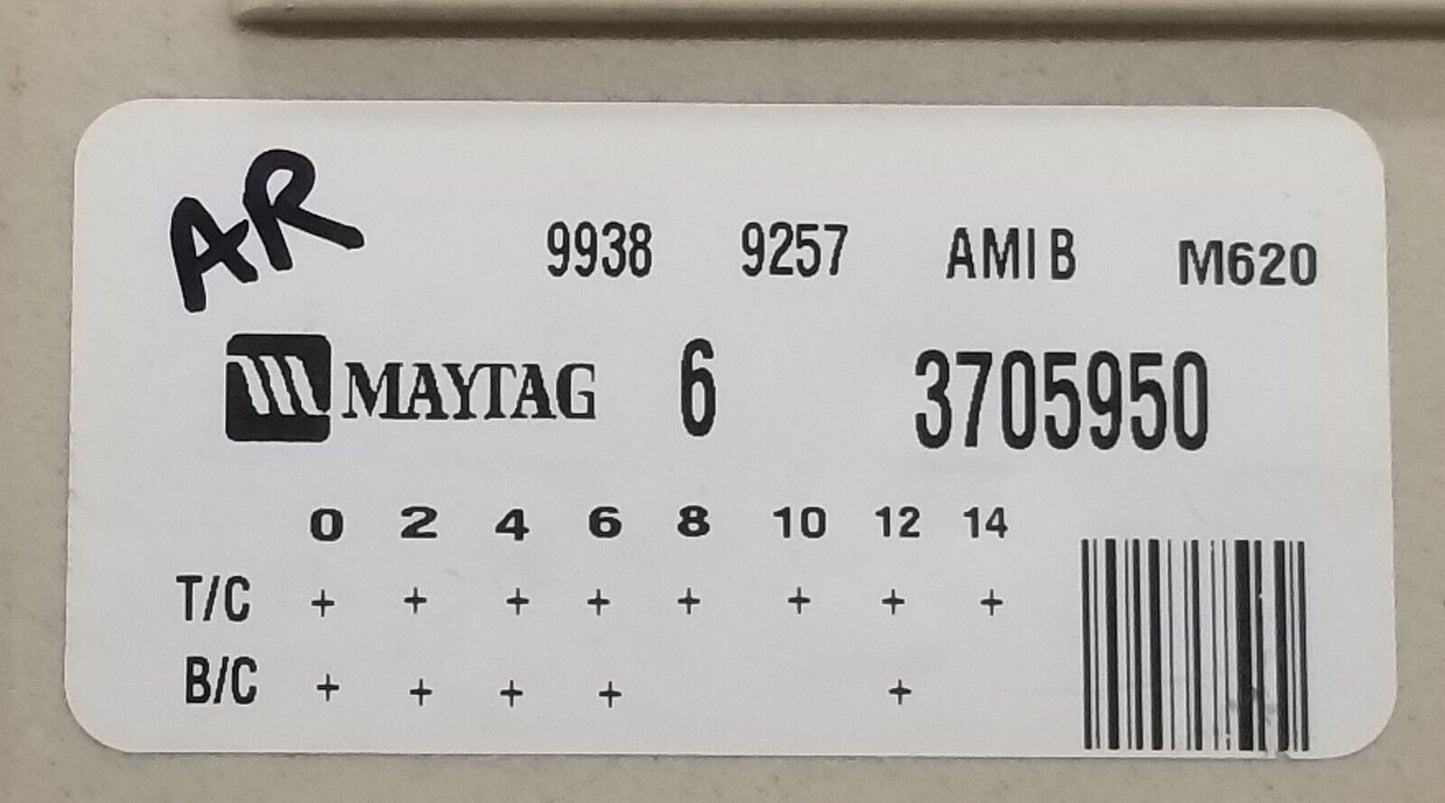 AR
9938 9257 AMI B M620
MAYTAG 6 3705950
0 2 4 6 8 10 12 14
T/C + + + + + + + +
B/C + + + + +